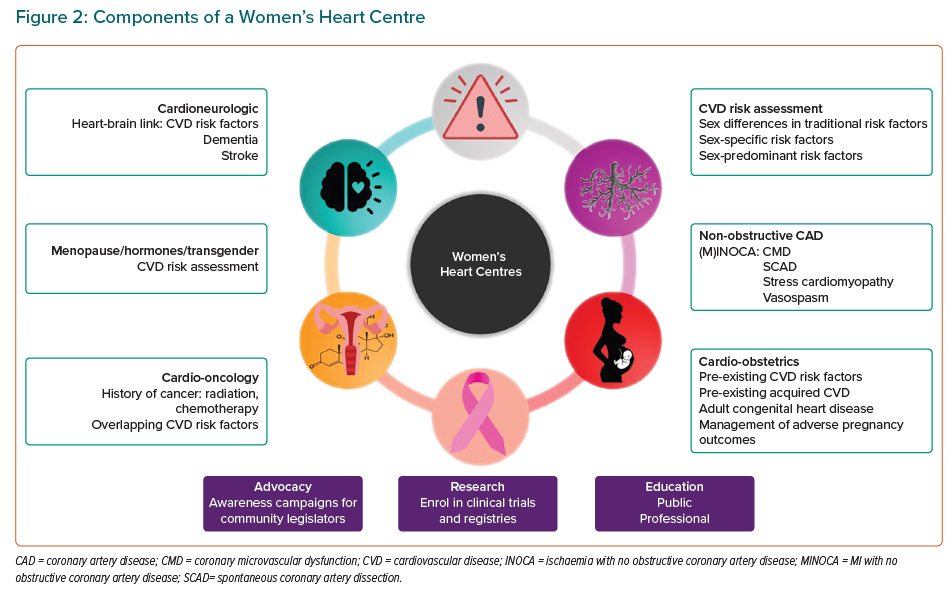 Figure 2: Components of a Women’s Heart Centre
Cardioneurologic
Heart-brain link: CVD risk factors
Dementia
Stroke
Menopause/hormones/transgender
CVD risk assessment
Cardio-oncology
History of cancer: radiation,
chemotherapy
Overlapping CVD risk factors
Women’s
Heart Centres
CVD risk assessment
Sex differences in traditional risk factors
Sex-specific risk factors
Sex-predominant risk factors
Non-obstructive CAD
(M)INOCA: CMD
SCAD
Stress cardiomyopathy
Vasospasm
Cardio-obstetrics
Pre-existing CVD risk factors
Pre-existing acquired CVD
Adult congenital heart disease
Management of adverse pregnancy
outcomes
Advocacy
Awareness campaigns for
community legislators
Research
Enrol in clinical trials
and registries
Education
Public
Professional
CAD = coronary artery disease; CMD = coronary microvascular dysfunction; CVD = cardiovascular disease; INOCA = ischaemia with no obstructive coronary artery disease; MINOCA = MI with no
obstructive coronary artery disease; SCAD= spontaneous coronary artery dissection.